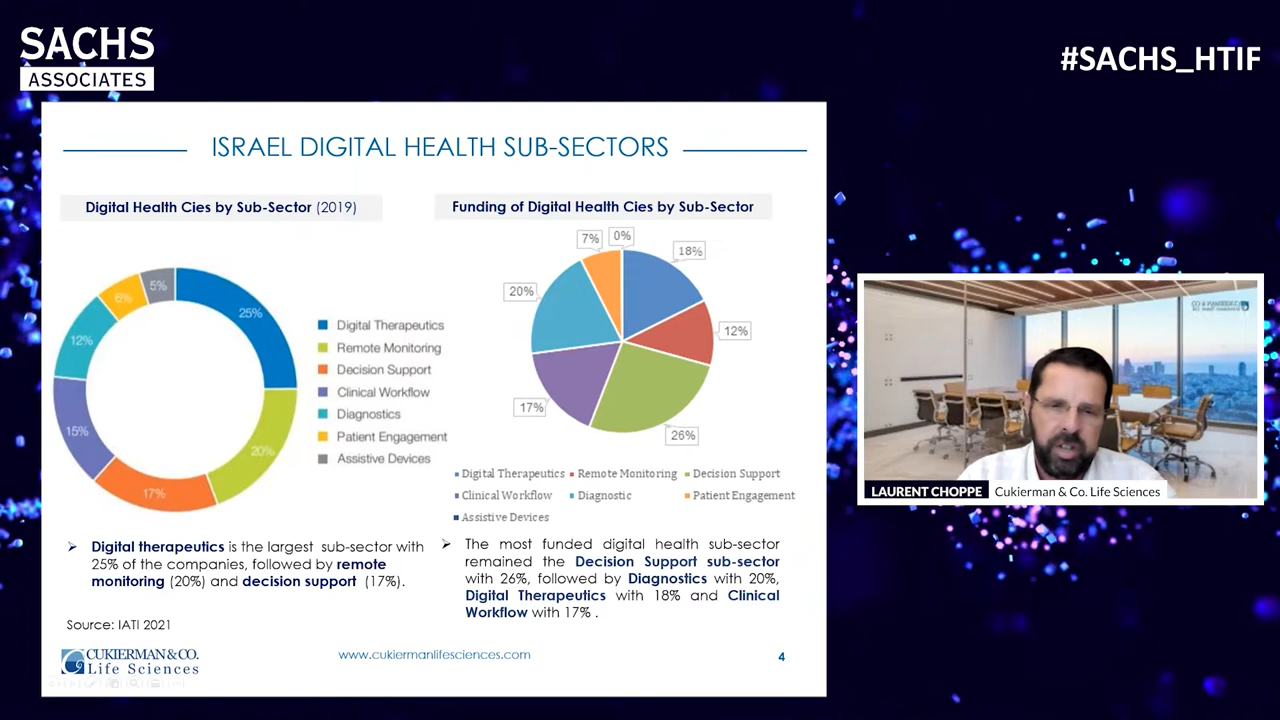 SACHS
ASSOCIATES
#SACHS_HTIF
ISRAEL DIGITAL HEALTH SUB-SECTORS
Digital Health Cies by Sub-Sector (2019)
5%
6%
25%
12%
15%
20%
17%
Digital Therapeutics
Remote Monitoring
Decision Support
Clinical Workflow
Diagnostics
Patient Engagement
Assistive Devices
Digital therapeutics is the largest sub-sector with
25% of the companies, followed by remote
monitoring (20%) and decision support (17%).
Source: IATI 2021
Funding of Digital Health Cies by Sub-Sector
7%
0%
18%
20%
12%
17%
26%
Digital Therapeutics Remote Monitoring Decision Support
Clinical Workflow Diagnostic Patient Engagement
Assistive Devices
The most funded digital health sub-sector
remained the Decision Support sub-sector
with 26%, followed by Diagnostics with 20%,
Digital Therapeutics with 18% and Clinical
Workflow with 17% .
CUKIERMAN & CO.
Life Sciences
www.cukiermanlifesciences.com
4
LAURENT CHOPPE Cukierman & Co. Life Sciences